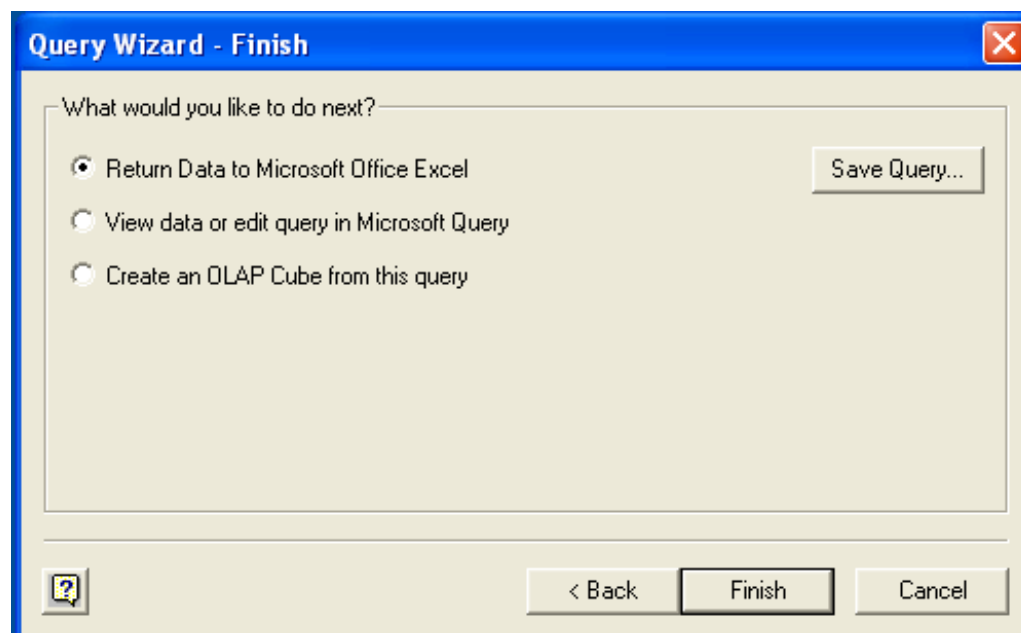 Query Wizard - Finish
What would you like to do next?
Return Data to Microsoft Office Excel
Save Query...
View data or edit query in Microsoft Query
Create an OLAP Cube from this query
?
< Back
Finish
Cancel